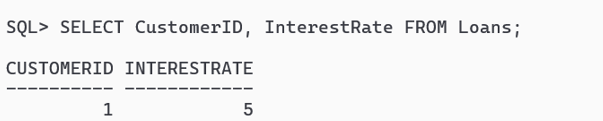 SQL> SELECT CustomerID, InterestRate FROM Loans;
CUSTOMERID INTERESTRATE
---------- ------------
         1            5